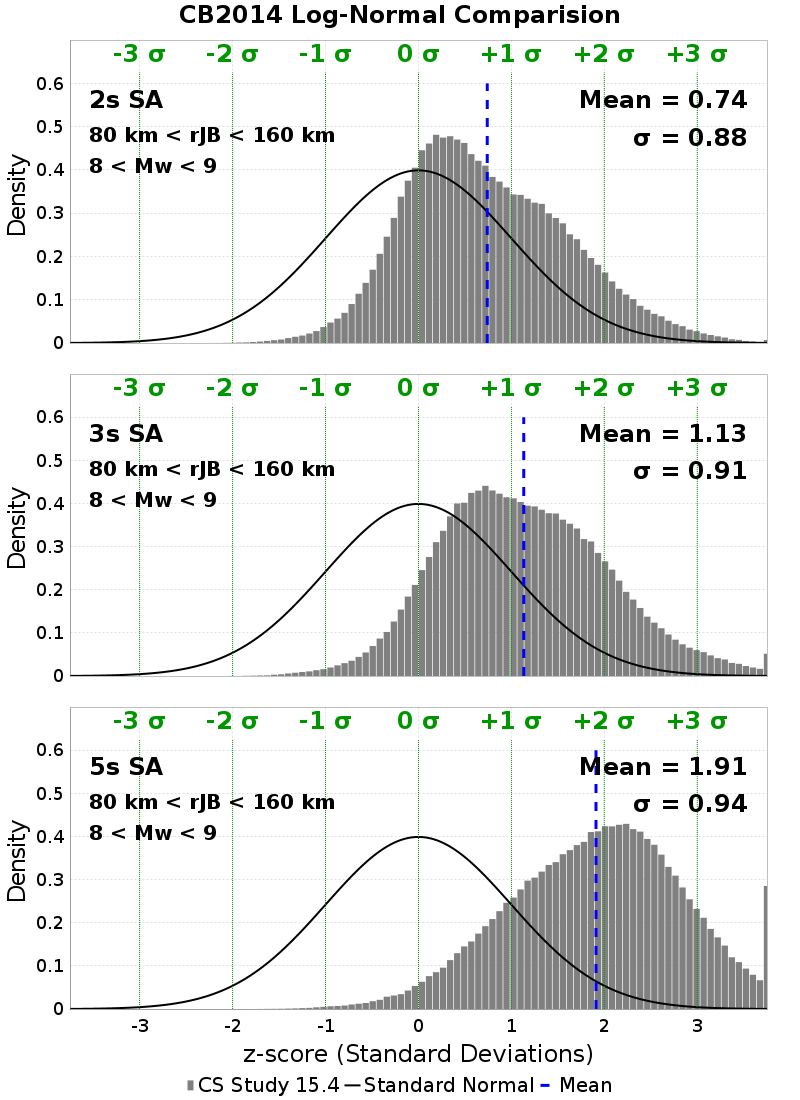 CB2014 Log-Normal Comparision
-3 σ -2 σ -1 σ 0 σ +1 σ +2 σ +3 σ
0.6
2s SA Mean = 0.74
0.5
80 km < rJB < 160 km σ = 0.88
8 < Mw < 9
0.4
Density
0.3
0.2
0.1
0
-3 σ -2 σ -1 σ 0 σ +1 σ +2 σ +3 σ
0.6
3s SA Mean = 1.13
0.5
80 km < rJB < 160 km σ = 0.91
8 < Mw < 9
0.4
Density
0.3
0.2
0.1
0
-3 σ -2 σ -1 σ 0 σ +1 σ +2 σ +3 σ
0.6
5s SA Mean = 1.91
0.5
80 km < rJB < 160 km σ = 0.94
8 < Mw < 9
0.4
Density
0.3
0.2
0.1
0
-3 -2 -1 0 1 2 3
z-score (Standard Deviations)
CS Study 15.4 Standard Normal Mean